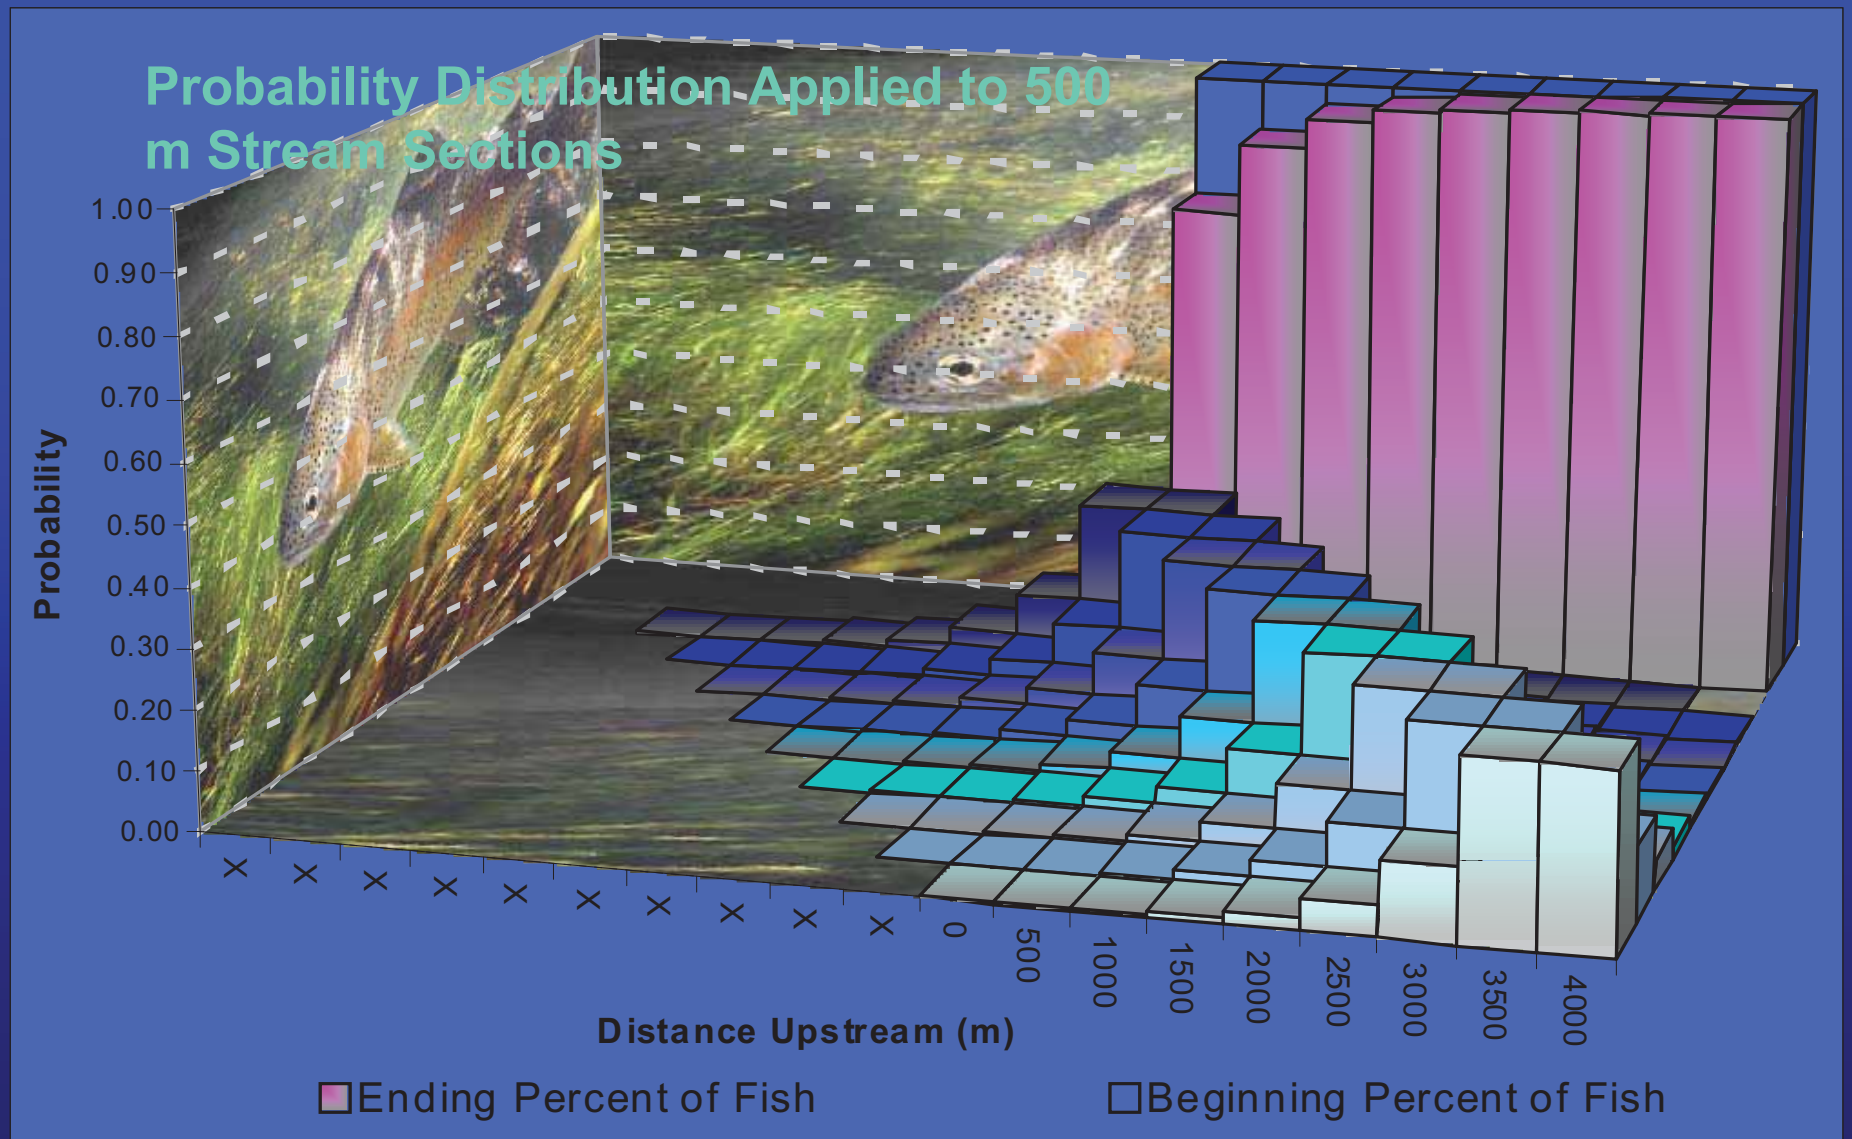 Probability Distribution Applied to 500
m Stream Sections
1.00
0.90
0.80
0.70
0.60
0.50
0.40
0.30
0.20
0.10
0.00
Probability
X X X X X X X X X X 0 500 1000 1500 2000 2500 3000 3500 4000
Distance Upstream (m)
Ending Percent of Fish Beginning Percent of Fish